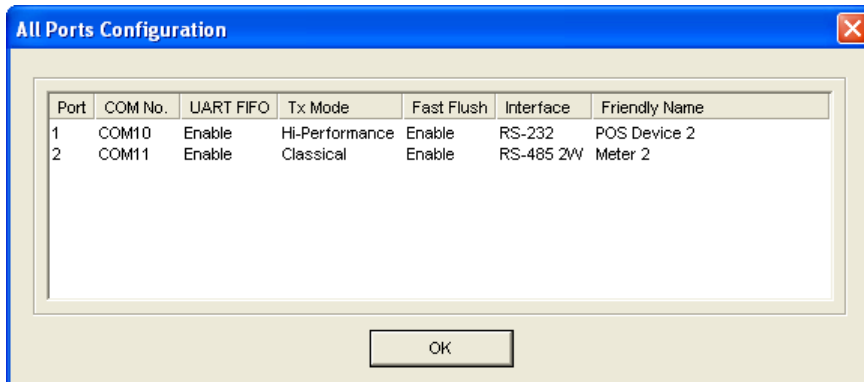 All Ports Configuration
Port COM No. UART FIFO Tx Mode Fast Flush Interface Friendly Name
1 COM10 Enable Hi-Performance Enable RS-232 POS Device 2
2 COM11 Enable Classical Enable RS-485 2W Meter 2
OK